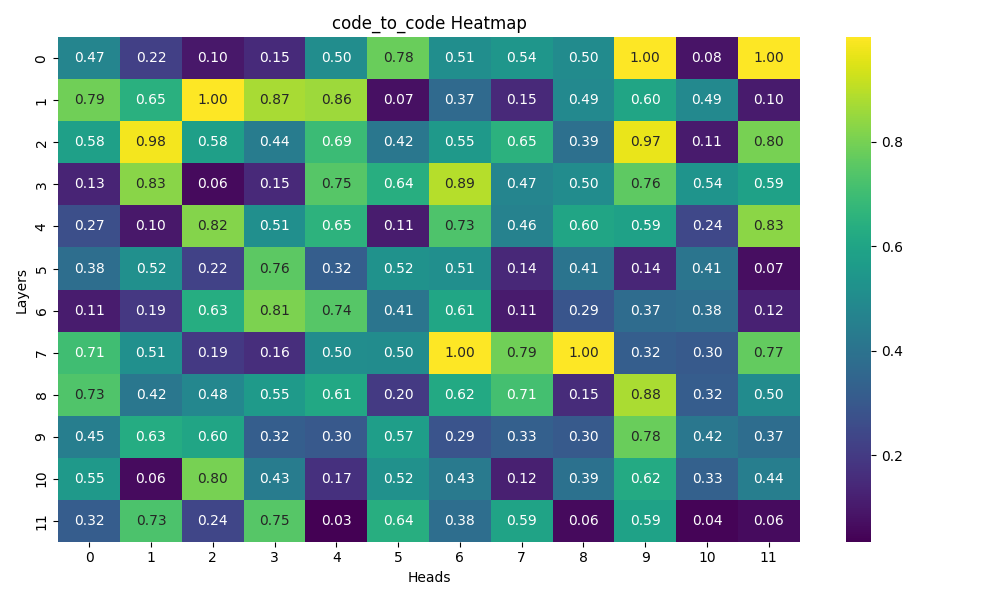 code_to_code Heatmap
0 0.47 0.22 0.10 0.15 0.50 0.78 0.51 0.54 0.50 1.00 0.08 1.00
1 0.79 0.65 1.00 0.87 0.86 0.07 0.37 0.15 0.49 0.60 0.49 0.10
2 0.58 0.98 0.58 0.44 0.69 0.42 0.55 0.65 0.39 0.97 0.11 0.80
0.8
3 0.13 0.83 0.06 0.15 0.75 0.64 0.89 0.47 0.50 0.76 0.54 0.59
4 0.27 0.10 0.82 0.51 0.65 0.11 0.73 0.46 0.60 0.59 0.24 0.83
0.6
Layers
5 0.38 0.52 0.22 0.76 0.32 0.52 0.51 0.14 0.41 0.14 0.41 0.07
6 0.11 0.19 0.63 0.81 0.74 0.41 0.61 0.11 0.29 0.37 0.38 0.12
7 0.71 0.51 0.19 0.16 0.50 0.50 1.00 0.79 1.00 0.32 0.30 0.77
0.4
8 0.73 0.42 0.48 0.55 0.61 0.20 0.62 0.71 0.15 0.88 0.32 0.50
9 0.45 0.63 0.60 0.32 0.30 0.57 0.29 0.33 0.30 0.78 0.42 0.37
0.2
10 0.55 0.06 0.80 0.43 0.17 0.52 0.43 0.12 0.39 0.62 0.33 0.44
11 0.32 0.73 0.24 0.75 0.03 0.64 0.38 0.59 0.06 0.59 0.04 0.06
0 1 2 3 4 5 6 7 8 9 10 11
Heads